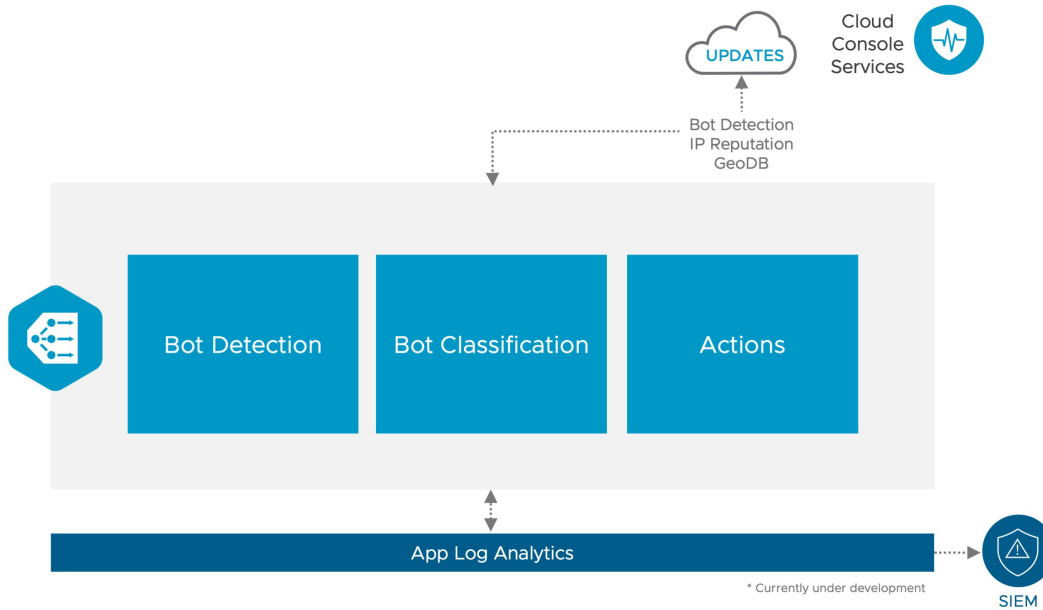 Cloud
Console
Services
UPDATES
Bot Detection
IP Reputation
GeoDB
Bot Detection
Bot Classification
Actions
App Log Analytics
* Currently under development
SIEM